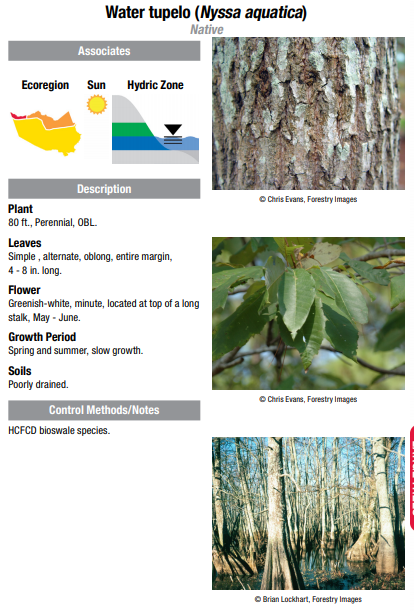 Water tupelo (Nyssa aquatica)
Native
Associates
Ecoregion
Sun
Hydric Zone
Description
Plant
80 ft., Perennial, OBL.
Leaves
Simple , alternate, oblong, entire margin,
4 - 8 in. long.
Flower
Greenish-white, minute, located at top of a long
stalk, May - June.
Growth Period
Spring and summer, slow growth.
Soils
Poorly drained.
Control Methods/Notes
HCFCD bioswale species.
© Chris Evans, Forestry Images
© Chris Evans, Forestry Images
© Brian Lockhart, Forestry Images